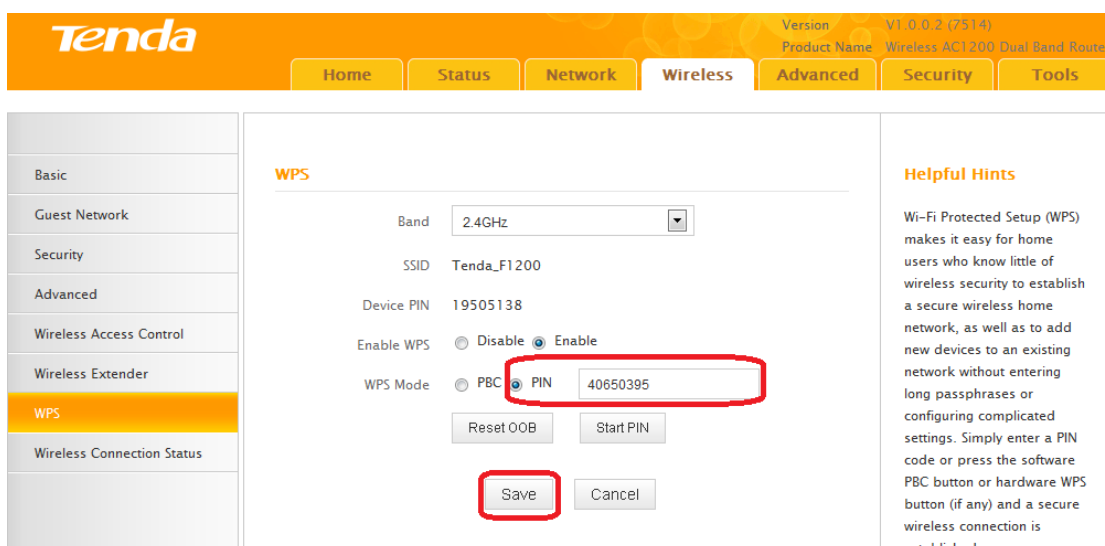 Tenda
Version V1.0.0.2 (7514)
Product Name Wireless AC1200 Dual Band Route
Home Status Network Wireless Advanced Security Tools
Basic
Guest Network
Security
Advanced
Wireless Access Control
Wireless Extender
WPS
Wireless Connection Status
WPS
Band 2.4GHz
SSID Tenda_F1200
Device PIN 19505138
Enable WPS Disable Enable
WPS Mode PBC PIN 40650395
Reset OOB Start PIN
Save Cancel
Helpful Hints
Wi-Fi Protected Setup (WPS)
makes it easy for home
users who know little of
wireless security to establish
a secure wireless home
network, as well as to add
new devices to an existing
network without entering
long passphrases or
configuring complicated
settings. Simply enter a PIN
code or press the software
PBC button or hardware WPS
button (if any) and a secure
wireless connection is